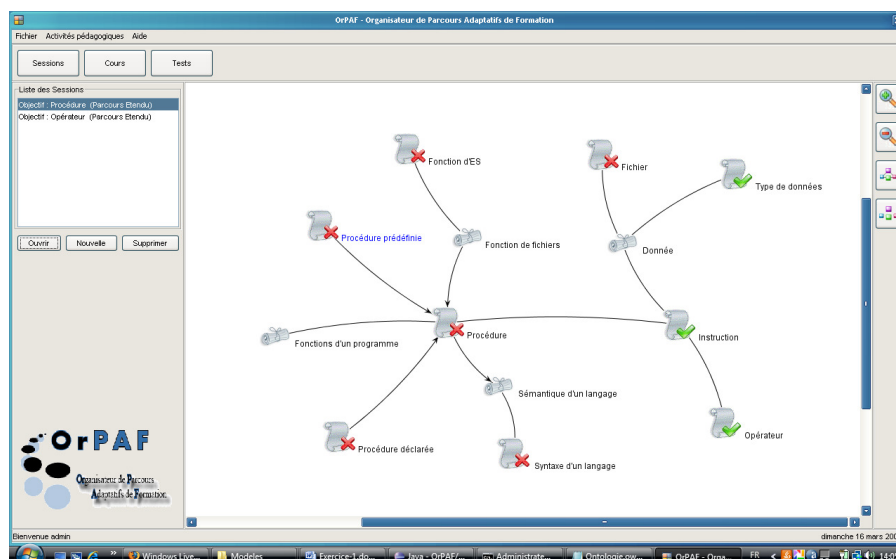 OrPAF - Organisateur de Parcours Adaptatifs de Formation
Fichier Activités pédagogiques Aide
Sessions Cours Tests
Liste des Sessions
Objectif : Procédure (Parcours Etendu)
Objectif : Opérateur (Parcours Etendu)
Ouvrir Nouvelle Supprimer
Fonction d'ES
Fichier
Type de données
Procédure prédéfinie
Fonction de fichiers
Donnée
Fonctions d'un programme
Procédure
Instruction
Sémantique d'un langage
Procédure déclarée
Syntaxe d'un langage
Opérateur
OrPAF
Organisateur de Parcours
Adaptatifs de Formation
Bienvenue admin
dimanche 16 mars 20
Windows Live... Modeles Exercice-1.do... Java - OrPAF/... Administrate... Ontologie.ow... OrPAF - Orga... FR 14:0